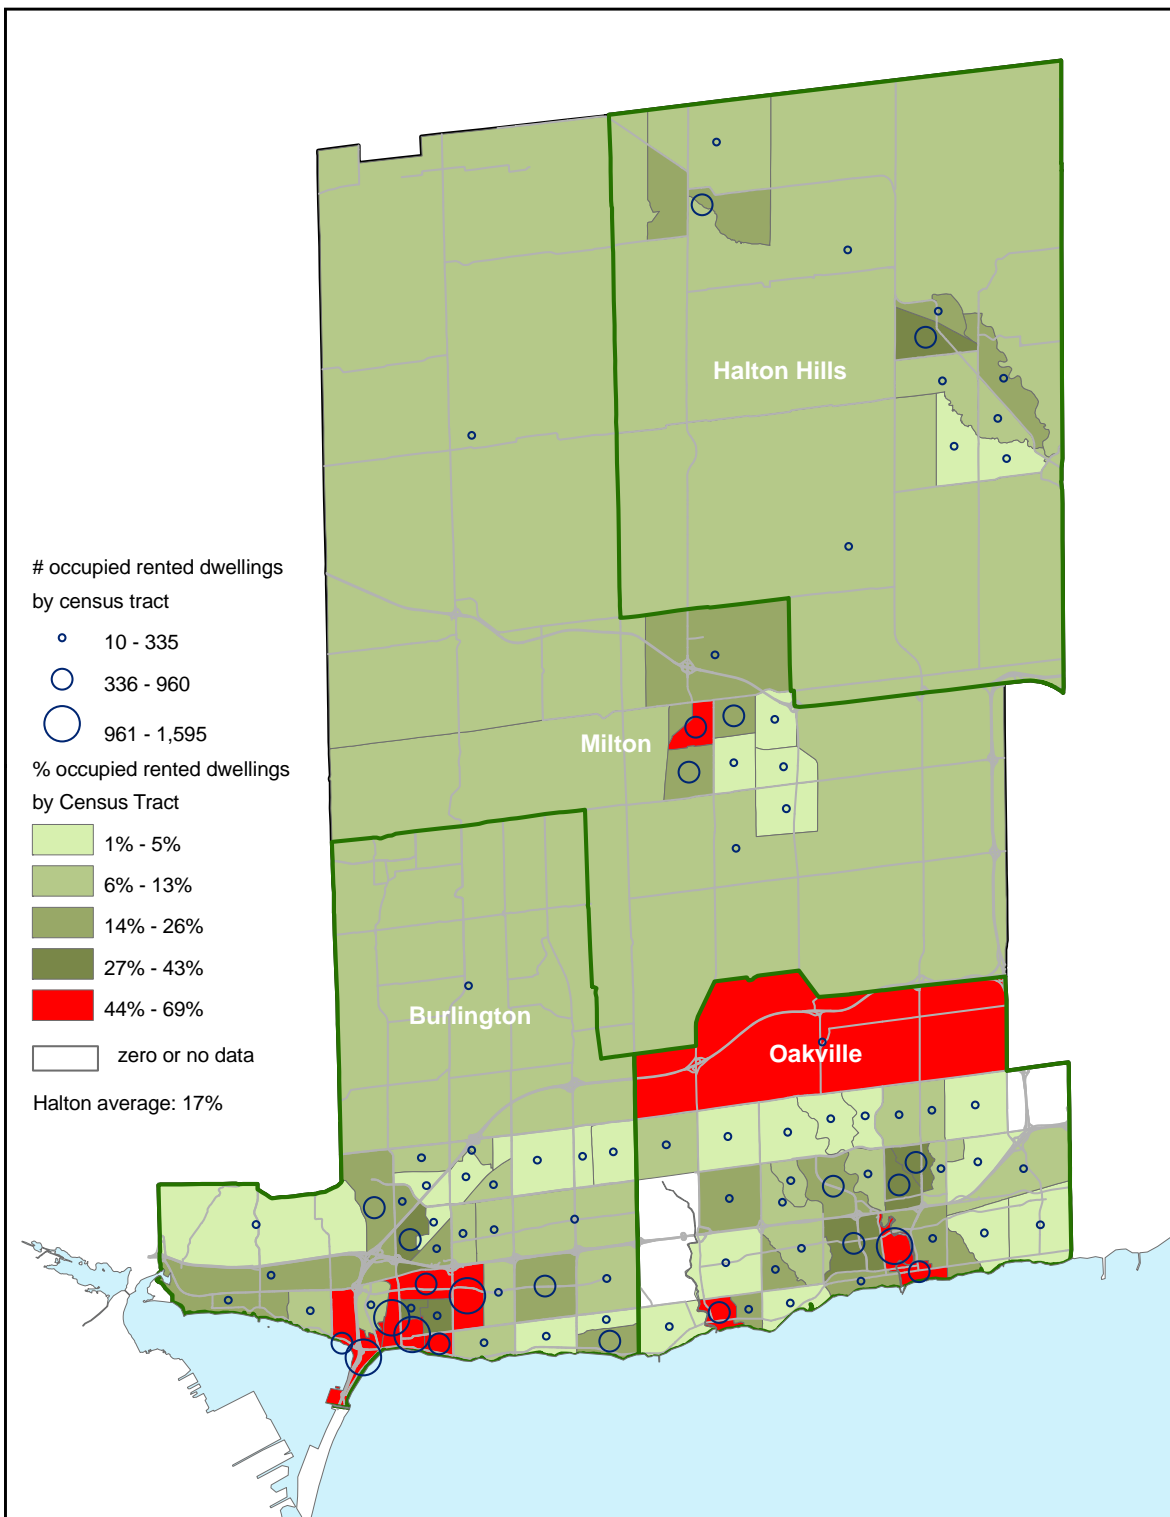 Halton Hills
# occupied rented dwellings
by census tract
10 - 335
336 - 960
961 - 1,595
% occupied rented dwellings
by Census Tract
1% - 5%
6% - 13%
14% - 26%
27% - 43%
44% - 69%
zero or no data
Halton average: 17%
Milton
Burlington
Oakville